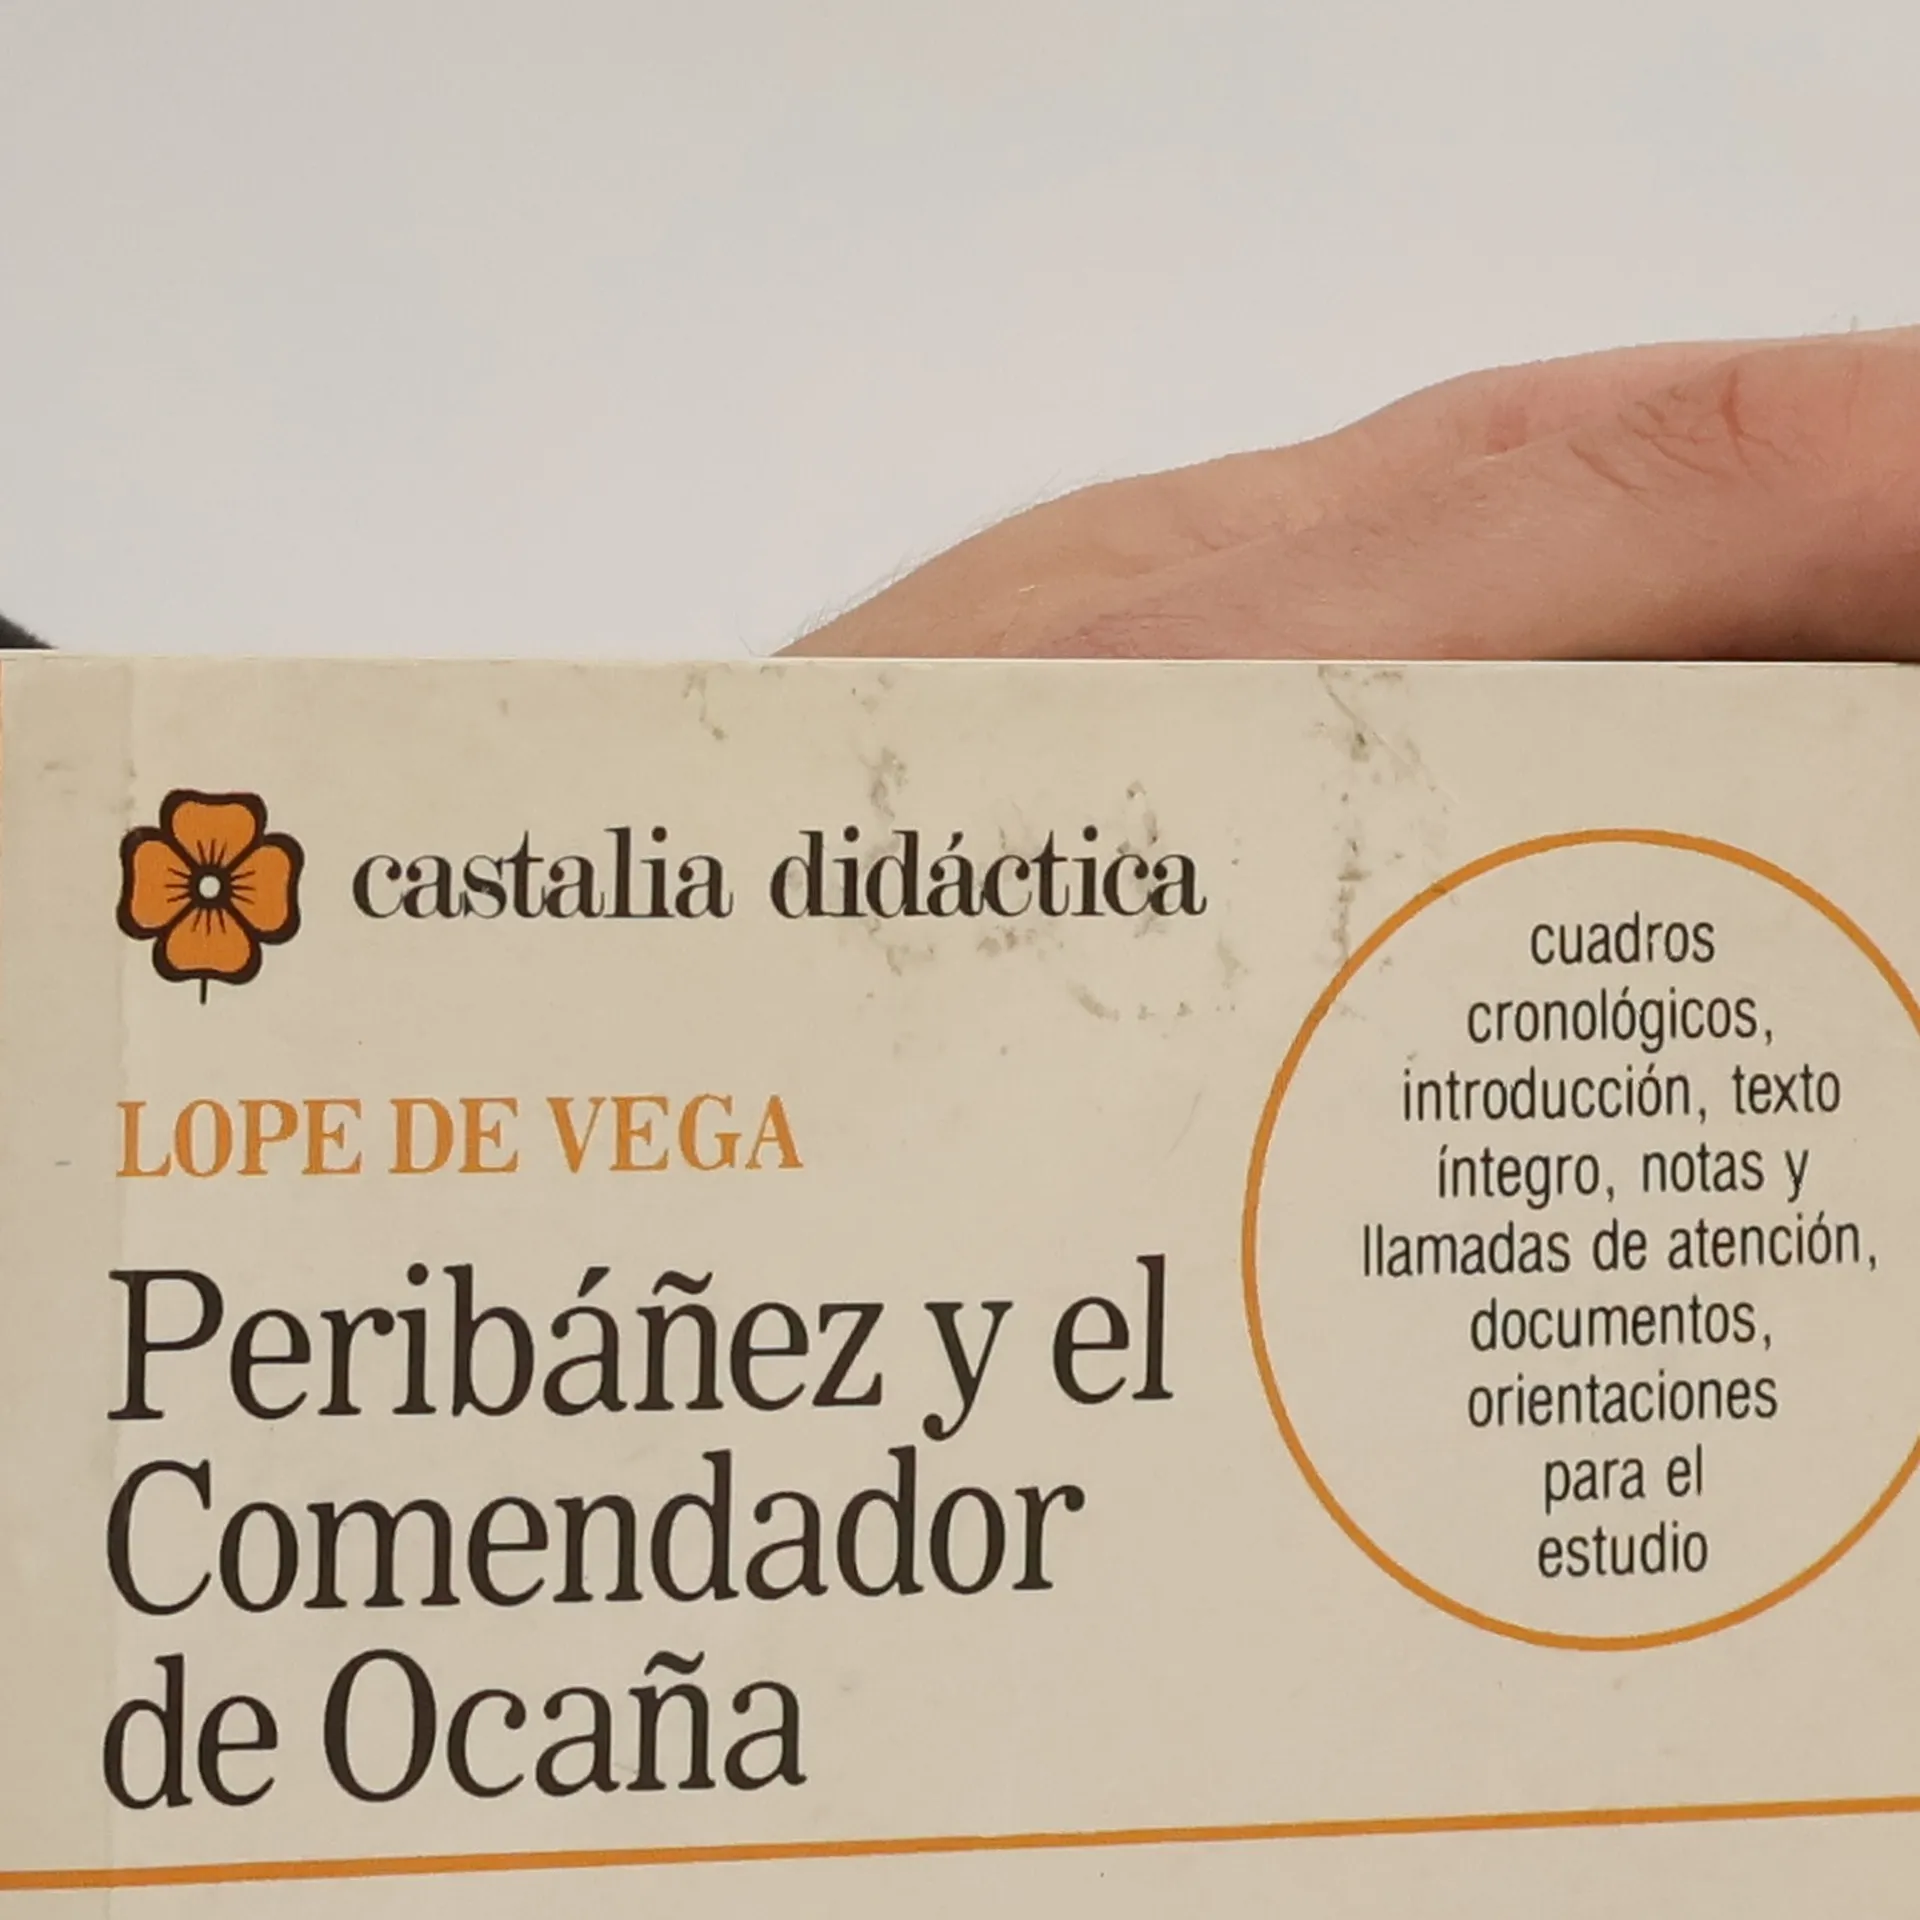 castalia didáctica
LOPE DE VEGA
Peribáñez y el
Comendador
de Ocaña
cuadros
cronológicos,
introducción, texto
íntegro, notas y
llamadas de atención,
documentos,
orientaciones
para el
estudio